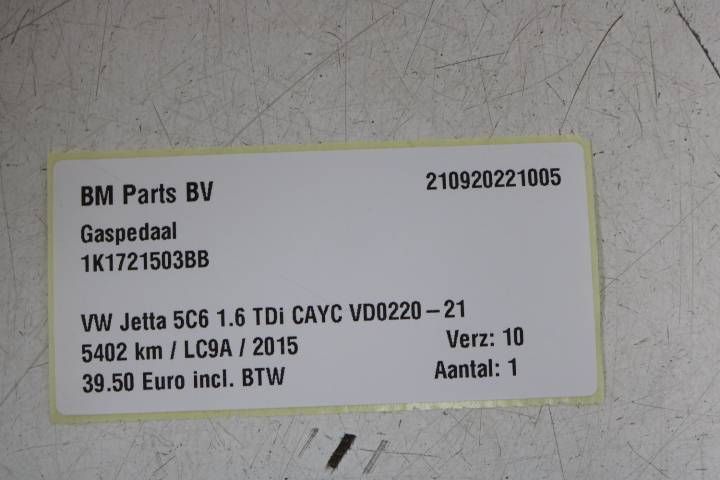 BM Parts BV 210920221005
Gaspedaal
1K1721503BB
VW Jetta 5C6 1.6 TDi CAYC VD0220-21
5402 km / LC9A / 2015 Verz: 10
39.50 Euro incl. BTW Aantal: 1